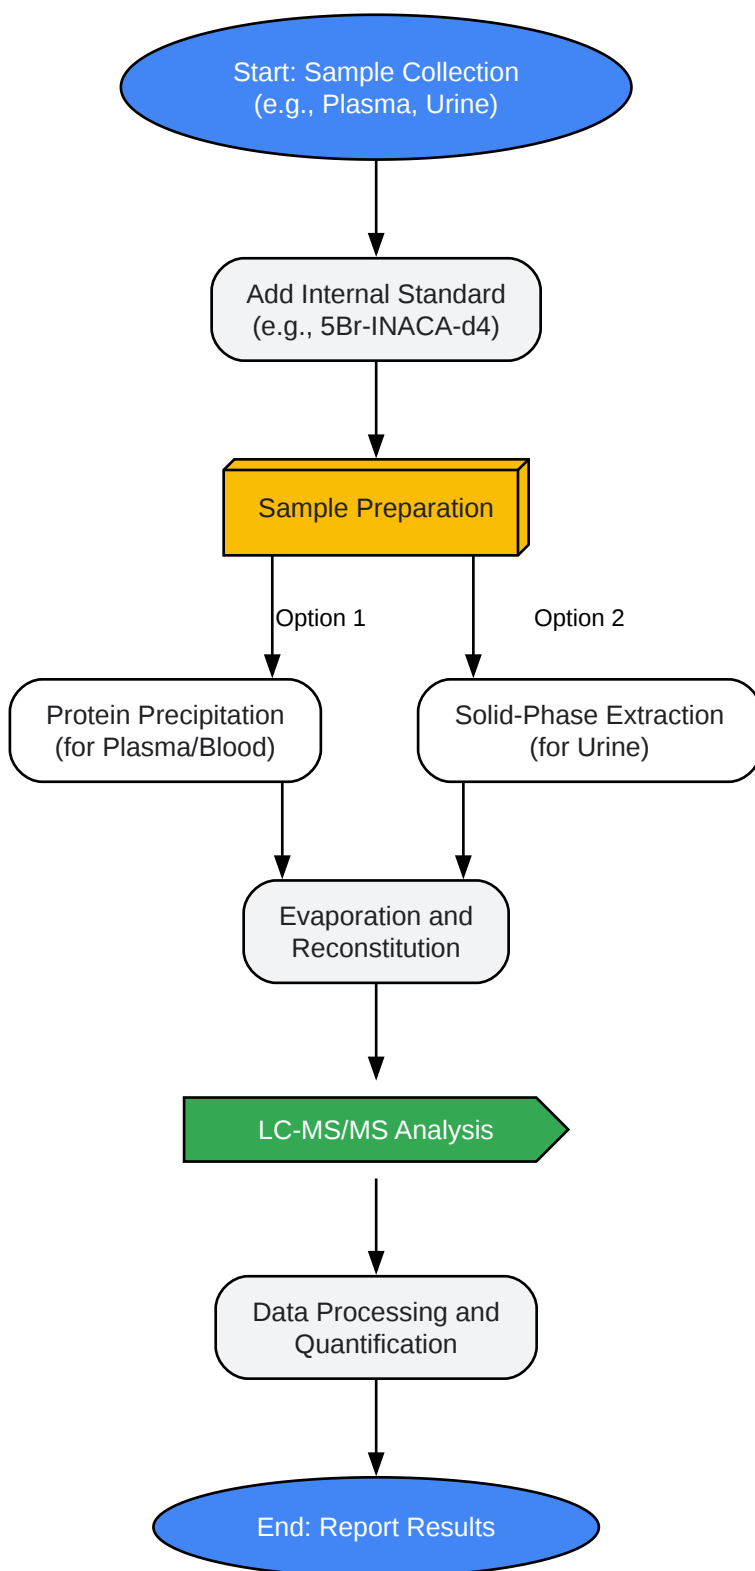 Start: Sample Collection
(e.g., Plasma, Urine)
Add Internal Standard
(e.g., 5Br-INACA-d4)
Sample Preparation
Option 1
Option 2
Protein Precipitation
(for Plasma/Blood)
Solid-Phase Extraction
(for Urine)
Evaporation and
Reconstitution
LC-MS/MS Analysis
Data Processing and
Quantification
End: Report Results